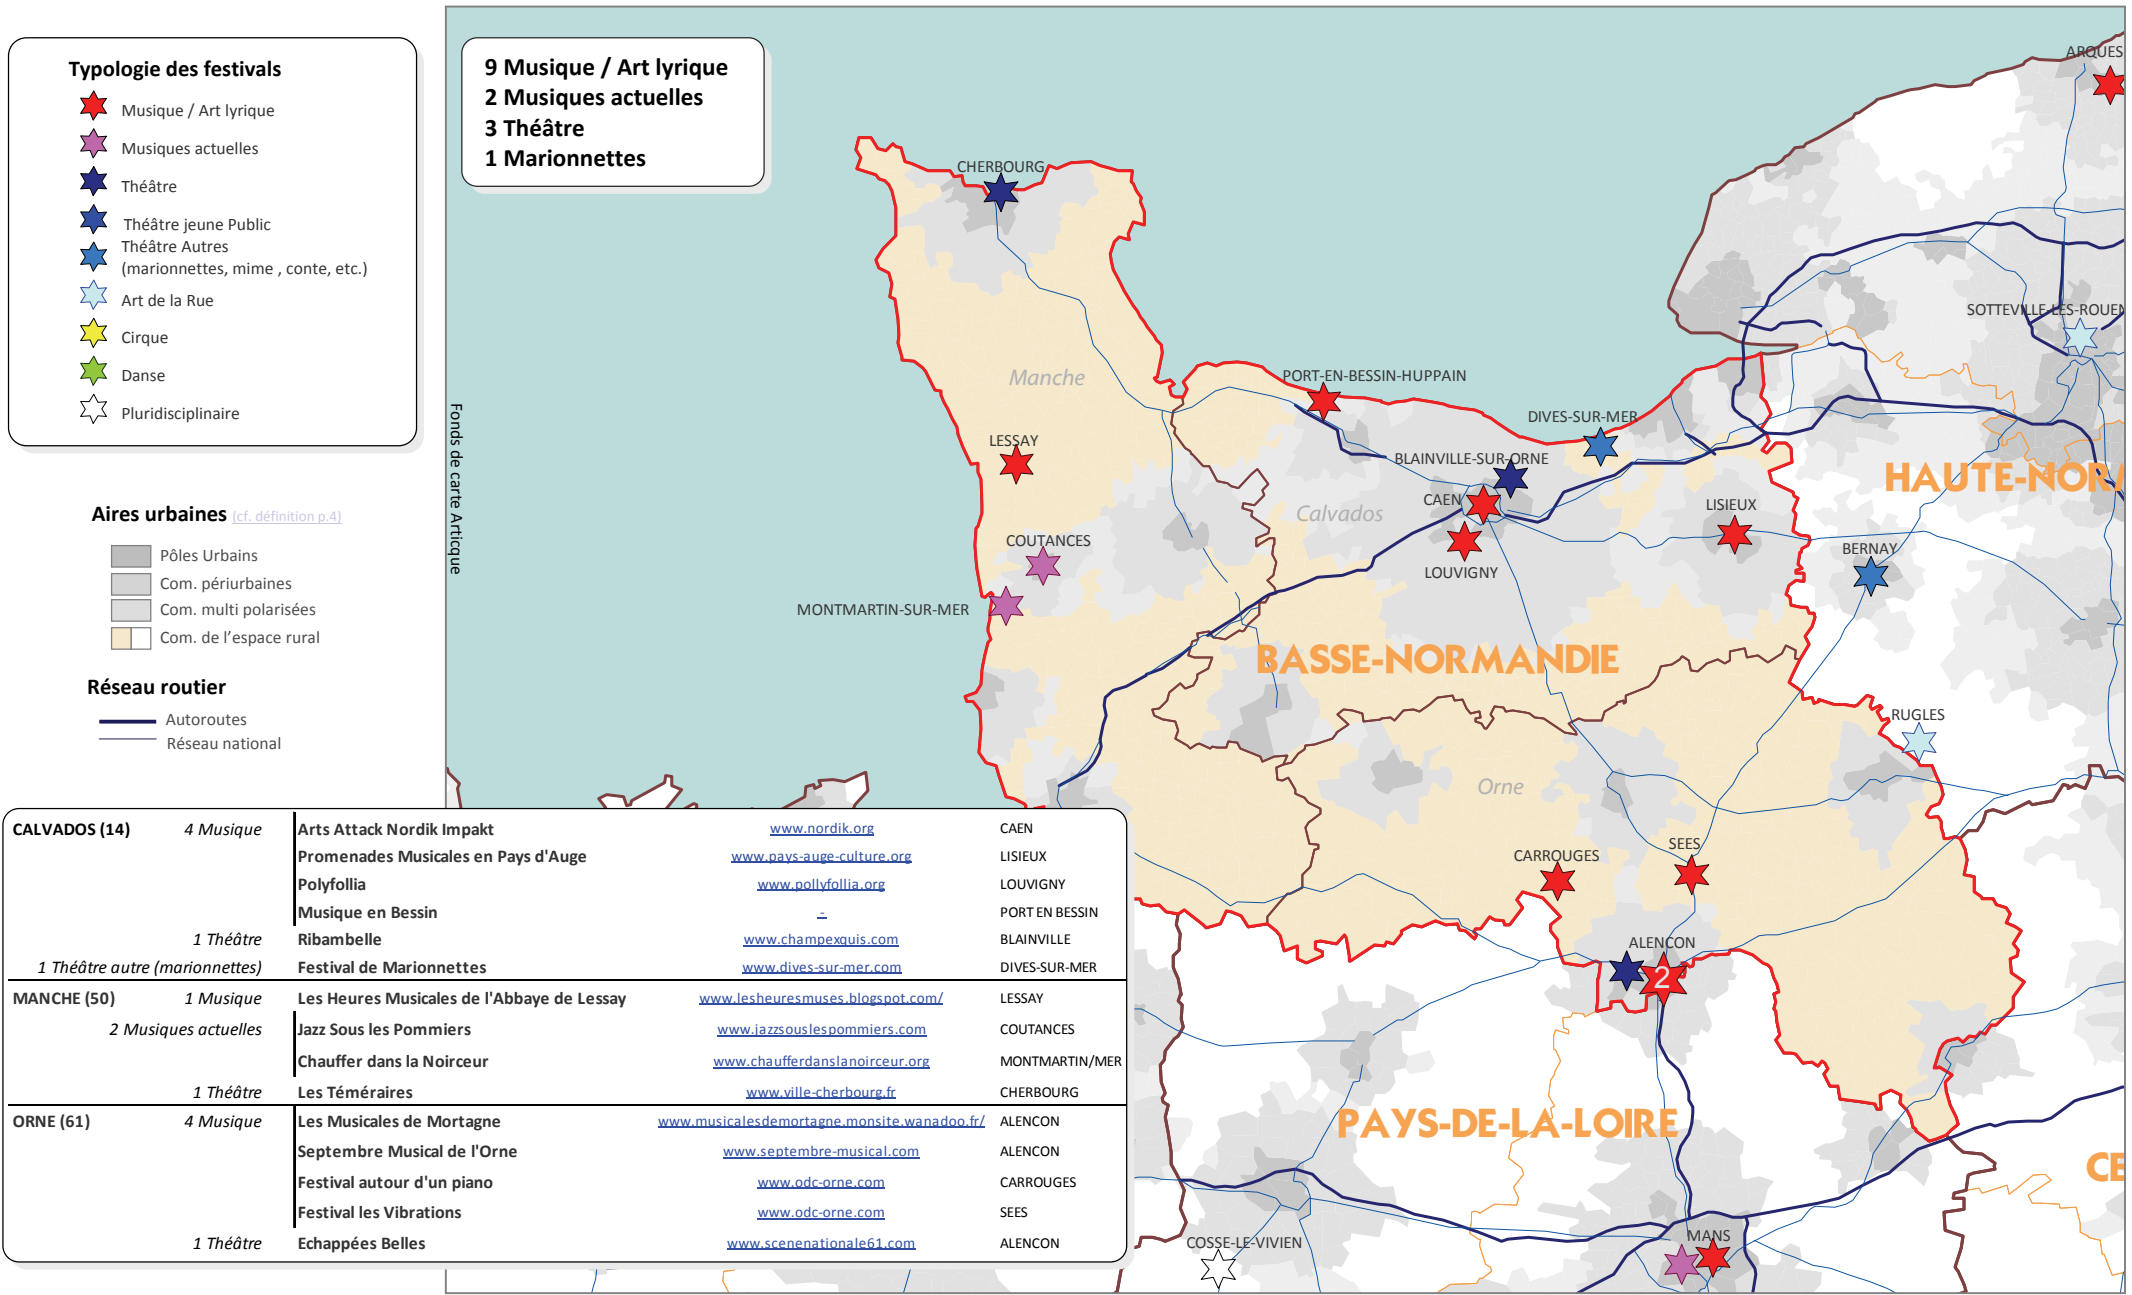 Typologie des festivals
Musique / Art lyrique
Musiques actuelles
Théâtre
Théâtre jeune Public
Théâtre Autres
(marionnettes, mime , conte, etc.)
Art de la Rue
Cirque
Danse
Pluridisciplinaire
Aires urbaines (cf. définition p.4)
Pôles Urbains
Com. périurbaines
Com. multi polarisées
Com. de l'espace rural
Réseau routier
Autoroutes
Réseau national
Fonds de carte Articque
9 Musique / Art lyrique
2 Musiques actuelles
3 Théâtre
1 Marionnettes
ARQUES
CHERBOURG
SOTTEVILLE-LES-ROUEN
Manche
PORT-EN-BESSIN-HUPPAIN
DIVES-SUR-MER
LESSAY
BLAINVILLE-SUR-ORNE
HAUTE-NORM
CAEN
Calvados
LISIEUX
COUTANCES
BERNAY
LOUVIGNY
MONTMARTIN-SUR-MER
BASSE-NORMANDIE
RUGLES
Orne
SEES
CARROUGES
ALENCON
2
PAYS-DE-LA-LOIRE
CE
MANS
COSSE-LE-VIVIEN
CALVADOS (14) 4 Musique Arts Attack Nordik Impakt www.nordik.org CAEN
Promenades Musicales en Pays d'Auge www.pays-auge-culture.org LISIEUX
Polyfollia www.pollyfollia.org LOUVIGNY
Musique en Bessin - PORT EN BESSIN
1 Théâtre Ribambelle www.champexquis.com BLAINVILLE
1 Théâtre autre (marionnettes) Festival de Marionnettes www.dives-sur-mer.com DIVES-SUR-MER
MANCHE (50) 1 Musique Les Heures Musicales de l'Abbaye de Lessay www.lesheuresmuses.blogspot.com/ LESSAY
2 Musiques actuelles Jazz Sous les Pommiers www.jazzsouslespommiers.com COUTANCES
Chauffer dans la Noirceur www.chaufferdanslanoirceur.org MONTMARTIN/MER
1 Théâtre Les Téméraires www.ville-cherbourg.fr CHERBOURG
ORNE (61) 4 Musique Les Musicales de Mortagne www.musicalesdemortagne.monsite.wanadoo.fr/ ALENCON
Septembre Musical de l'Orne www.septembre-musical.com ALENCON
Festival autour d'un piano www.odc-orne.com CARROUGES
Festival les Vibrations www.odc-orne.com SEES
1 Théâtre Echappées Belles www.scenenationale61.com ALENCON